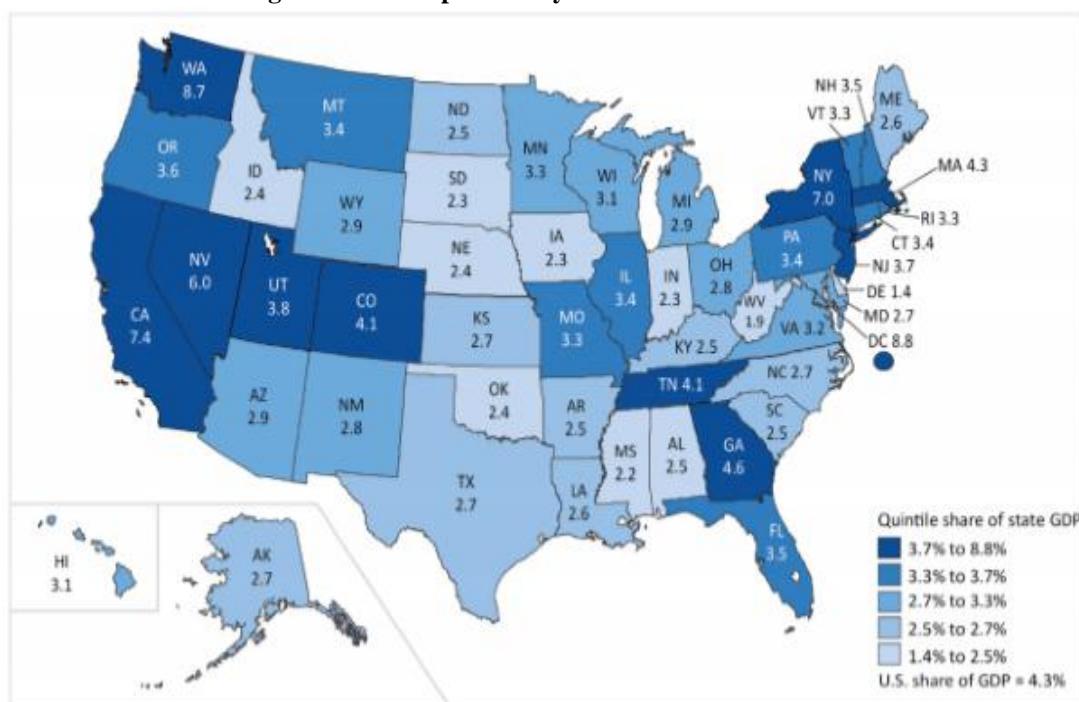 WA
8.7
OR
3.6
CA
7.4
NV
6.0
ID
2.4
MT
3.4
WY
2.9
UT
3.8
CO
4.1
AZ
2.9
NM
2.8
ND
2.5
SD
2.3
NE
2.4
KS
2.7
OK
2.4
TX
2.7
MN
3.3
IA
2.3
MO
3.3
AR
2.5
LA
2.6
WI
3.1
IL
3.4
MI
2.9
IN
2.3
OH
2.8
KY 2.5
TN 4.1
MS
2.2
AL
2.5
GA
4.6
FL
3.5
SC
2.5
NC 2.7
VA 3.2
WV
1.9
PA
3.4
NY
7.0
ME
2.6
NH 3.5
VT 3.3
MA 4.3
RI 3.3
CT 3.4
NJ 3.7
DE 1.4
MD 2.7
DC 8.8
HI
3.1
AK
2.7
Quintile share of state GDP
3.7% to 8.8%
3.3% to 3.7%
2.7% to 3.3%
2.5% to 2.7%
1.4% to 2.5%
U.S. share of GDP = 4.3%